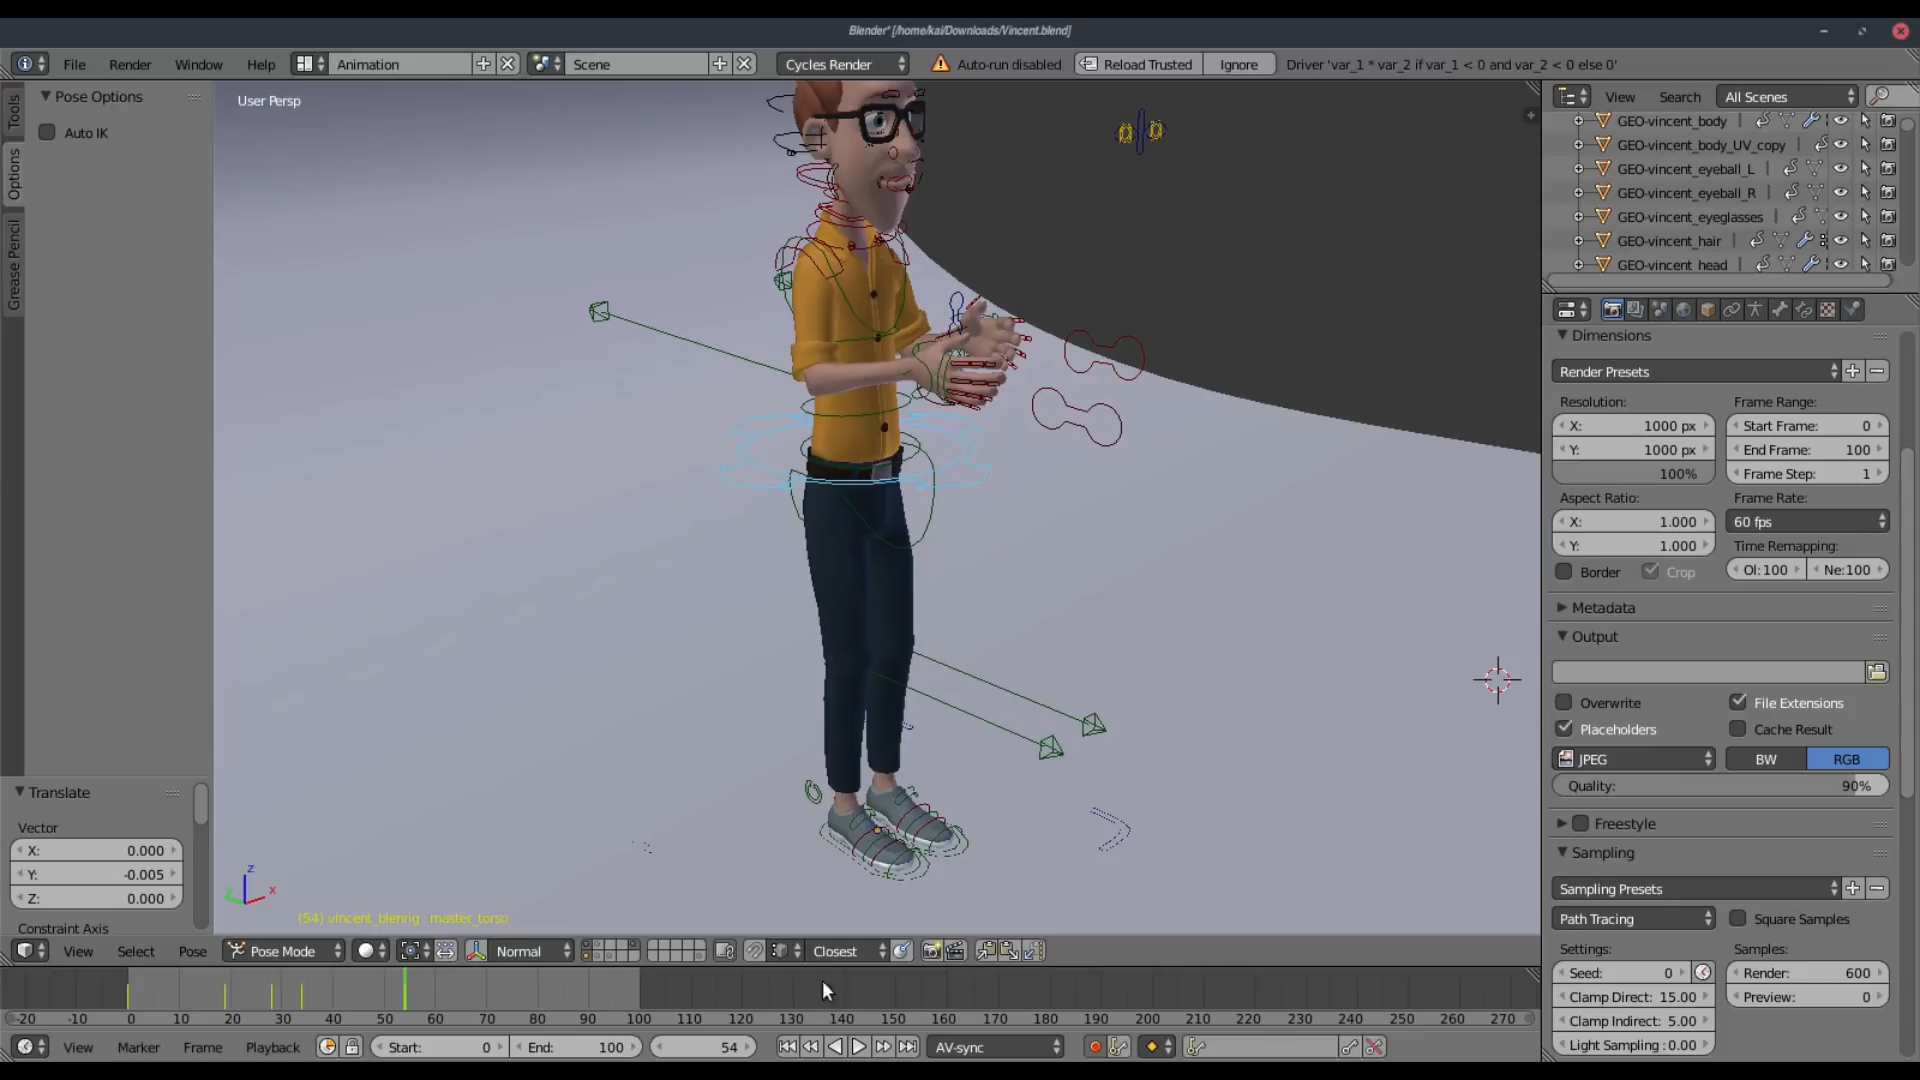 Blender* [/home/kai/Downloads/Vincent.blend]
File Render Window Help Animation Scene Cycles Render Auto-run disabled Reload Trusted Ignore Driver 'var_1 * var_2 if var_1 < 0 and var_2 < 0 else 0'
Tools
Options
Grease Pencil
Pose Options
Auto IK
User Persp
View Search All Scenes
GEO-vincent_body
GEO-vincent_body_UV_copy
GEO-vincent_eyeball_L
GEO-vincent_eyeball_R
GEO-vincent_eyeglasses
GEO-vincent_hair
GEO-vincent_head
Dimensions
Render Presets
Resolution: Frame Range:
X: 1000 px Start Frame: 0
Y: 1000 px End Frame: 100
100% Frame Step: 1
Aspect Ratio: Frame Rate:
X: 1.000 60 fps
Y: 1.000 Time Remapping:
Border Crop Ol:100 Ne:100
Metadata
Output
Overwrite File Extensions
Placeholders Cache Result
JPEG BW RGB
Quality: 90%
Freestyle
Sampling
Sampling Presets
Path Tracing Square Samples
Settings: Samples:
Seed: 0 Render: 600
Clamp Direct: 15.00 Preview: 0
Clamp Indirect: 5.00
Light Sampling: 0.00
Translate
Vector
X: 0.000
Y: -0.005
Z: 0.000
Constraint Axis
z
y x
(54) vincent_blenrig : master_torso
View Select Pose Pose Mode Normal Closest
-20 -10 0 10 20 30 40 50 60 70 80 90 100 110 120 130 140 150 160 170 180 190 200 210 220 230 240 250 260 270
View Marker Frame Playback Start: 0 End: 100 54 AV-sync